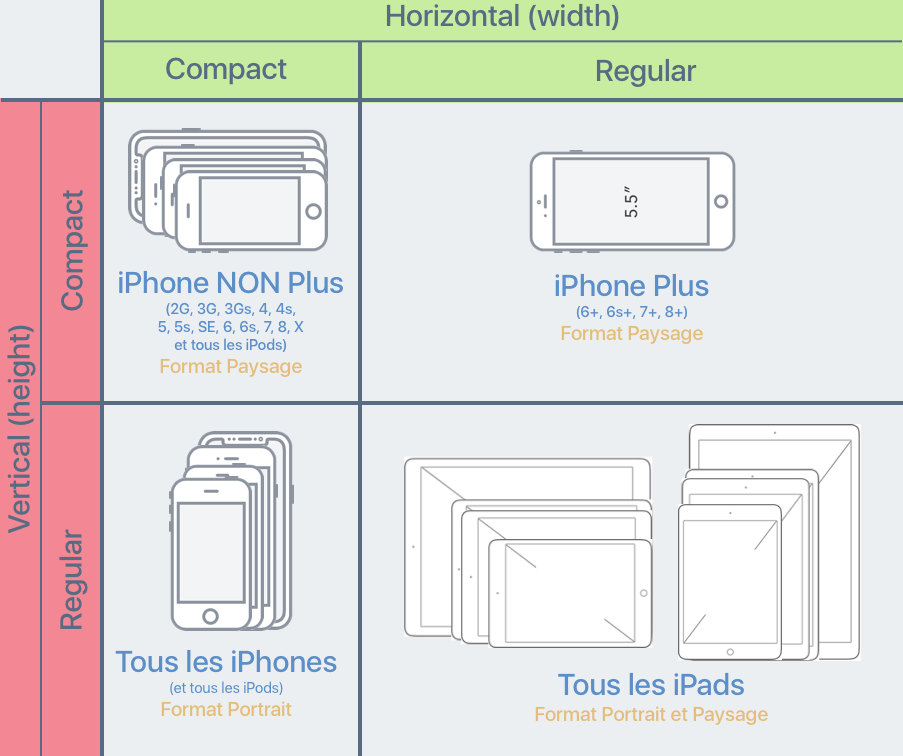 Horizontal (width)
Compact
Regular
Vertical (height)
Compact
iPhone NON Plus
(2G, 3G, 3Gs, 4, 4s,
5, 5s, SE, 6, 6s, 7, 8, X
et tous les iPods)
Format Paysage
5.5"
iPhone Plus
(6+, 6s+, 7+, 8+)
Format Paysage
Regular
Tous les iPhones
(et tous les iPods)
Format Portrait
Tous les iPads
Format Portrait et Paysage